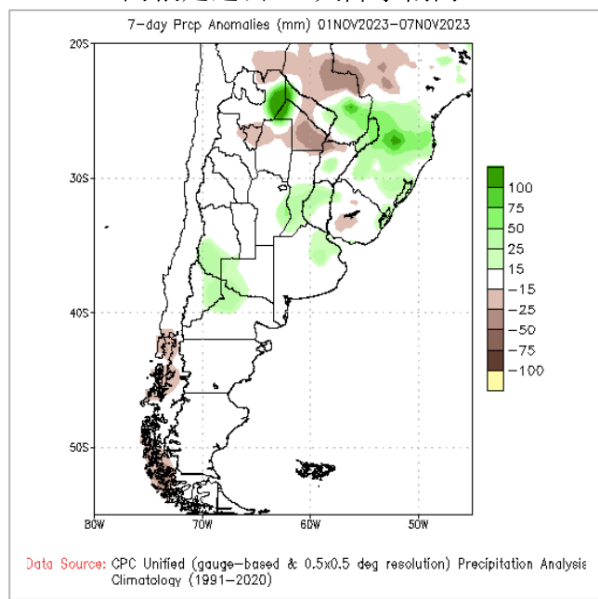 7-day Prcp Anomalies (mm) 01NOV2023-07NOV2023
20S
30S
40S
50S
80W 70W 60W 50W
100
75
50
25
15
-15
-25
-50
-75
-100
Data Source: CPC Unified (gauge-based & 0.5x0.5 deg resolution) Precipitation Analysis
Climatology (1991-2020)